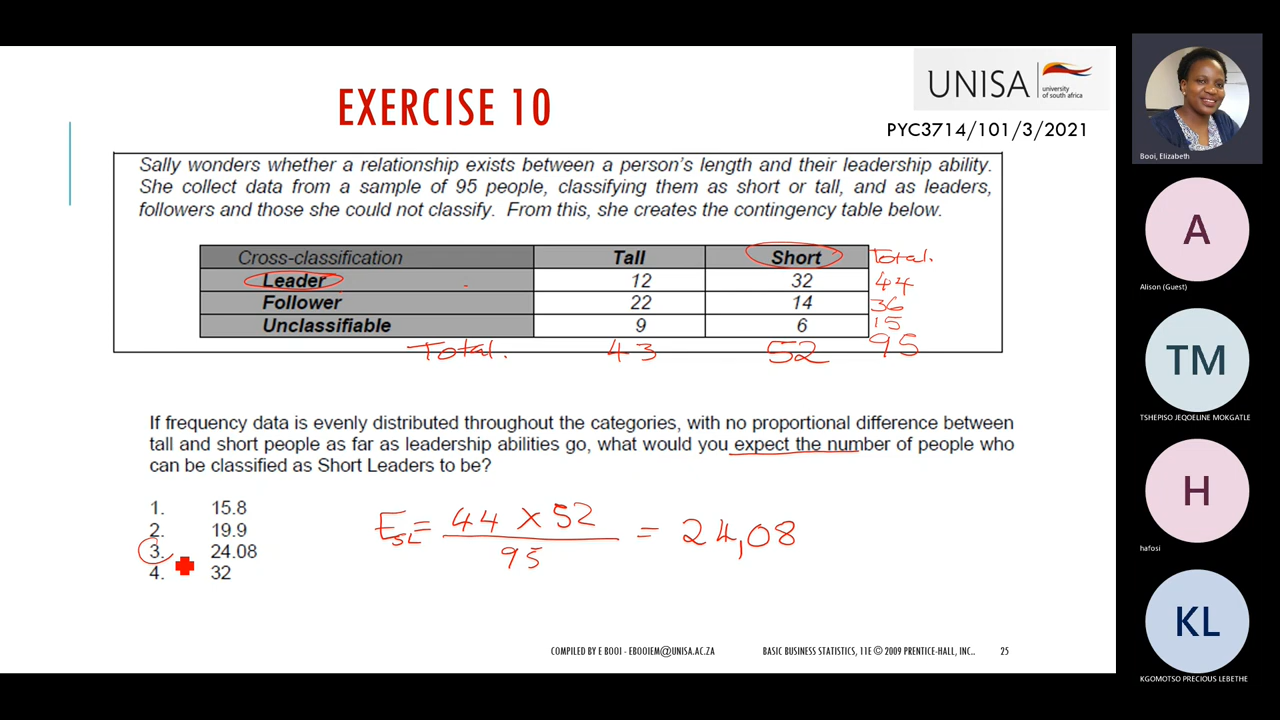 EXERCISE 10
UNISA
university
of south africa
PYC3714/101/3/2021
Sally wonders whether a relationship exists between a person's length and their leadership ability.
She collect data from a sample of 95 people, classifying them as short or tall, and as leaders,
followers and those she could not classify. From this, she creates the contingency table below.
Cross-classification Tall Short Total.
Leader 12 32 44
Follower 22 14 36
Unclassifiable 9 6 15
Total. 43 52 95
If frequency data is evenly distributed throughout the categories, with no proportional difference between
tall and short people as far as leadership abilities go, what would you expect the number of people who
can be classified as Short Leaders to be?
1. 15.8
2. 19.9
3. 24.08
4. 32
E SL = 44 × 52 / 95 = 24,08
COMPILED BY E BOOI - EBOOIEM@UNISA.AC.ZA
BASIC BUSINESS STATISTICS, 11E © 2009 PRENTICE-HALL, INC..
25
Booi, Elizabeth
A
Alison (Guest)
TM
TSHEPISO JEQOELINE MOKGATLE
H
hafosi
KL
KGOMOTSO PRECIOUS LEBETHE